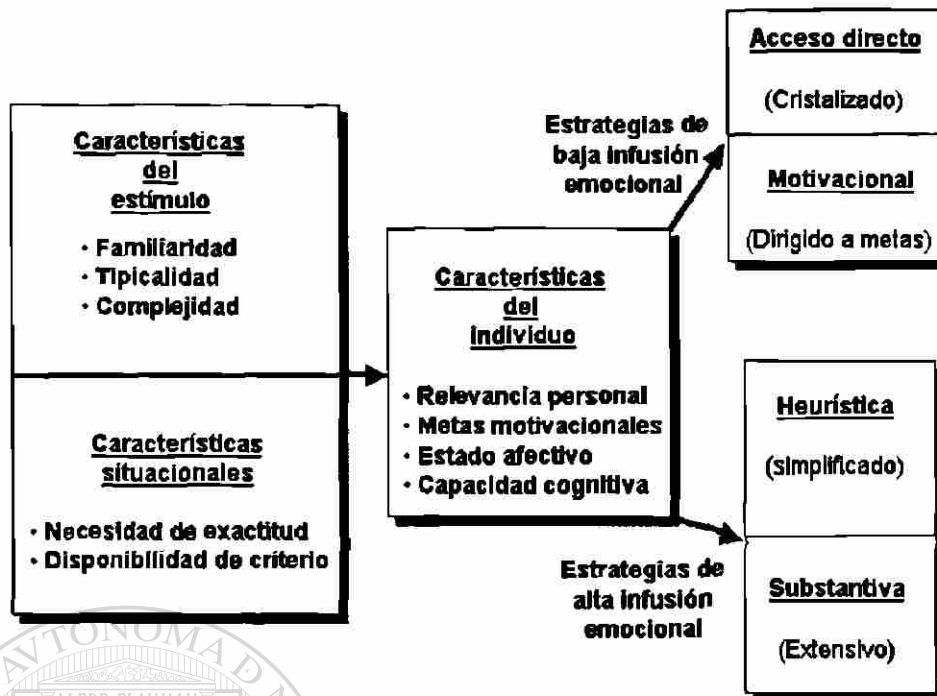 Características
del
estímulo
· Familiaridad
· Tipicalidad
· Complejidad
Características
situacionales
· Necesidad de exactitud
· Disponibilidad de criterio
Características
del
individuo
· Relevancia personal
· Metas motivacionales
· Estado afectivo
· Capacidad cognitiva
Estrategias de
baja infusión
emocional
Acceso directo
(Cristalizado)
Motivacional
(Dirigido a metas)
Estrategias de
alta infusión
emocional
Heurística
(simplificado)
Substantiva
(Extensivo)
AVTONOMA D